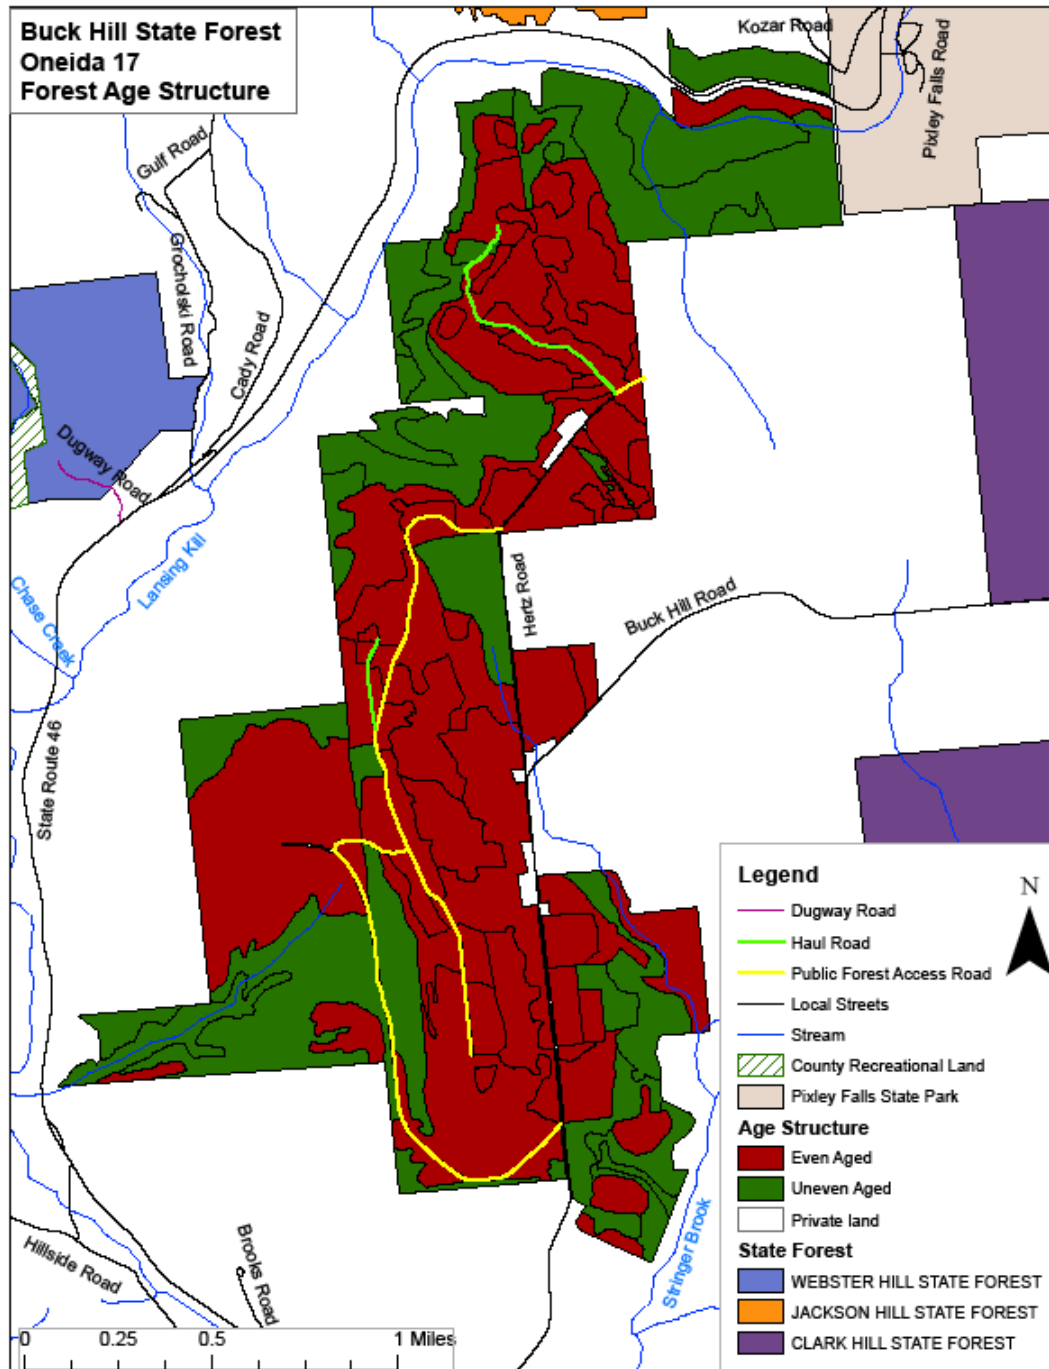 Buck Hill State Forest
Oneida 17
Forest Age Structure
Kozar Road
Pixley Falls Road
Gulf Road
Grocholski Road
Cady Road
Dugway Road
Lansing Kill
Chase Creek
State Route 46
Hertz Road
Buck Hill Road
Stringer Brook
Hillside Road
Brooks Road
Legend
N
Dugway Road
Haul Road
Public Forest Access Road
Local Streets
Stream
County Recreational Land
Pixley Falls State Park
Age Structure
Even Aged
Uneven Aged
Private land
State Forest
WEBSTER HILL STATE FOREST
JACKSON HILL STATE FOREST
CLARK HILL STATE FOREST
0 0.25 0.5 1 Miles